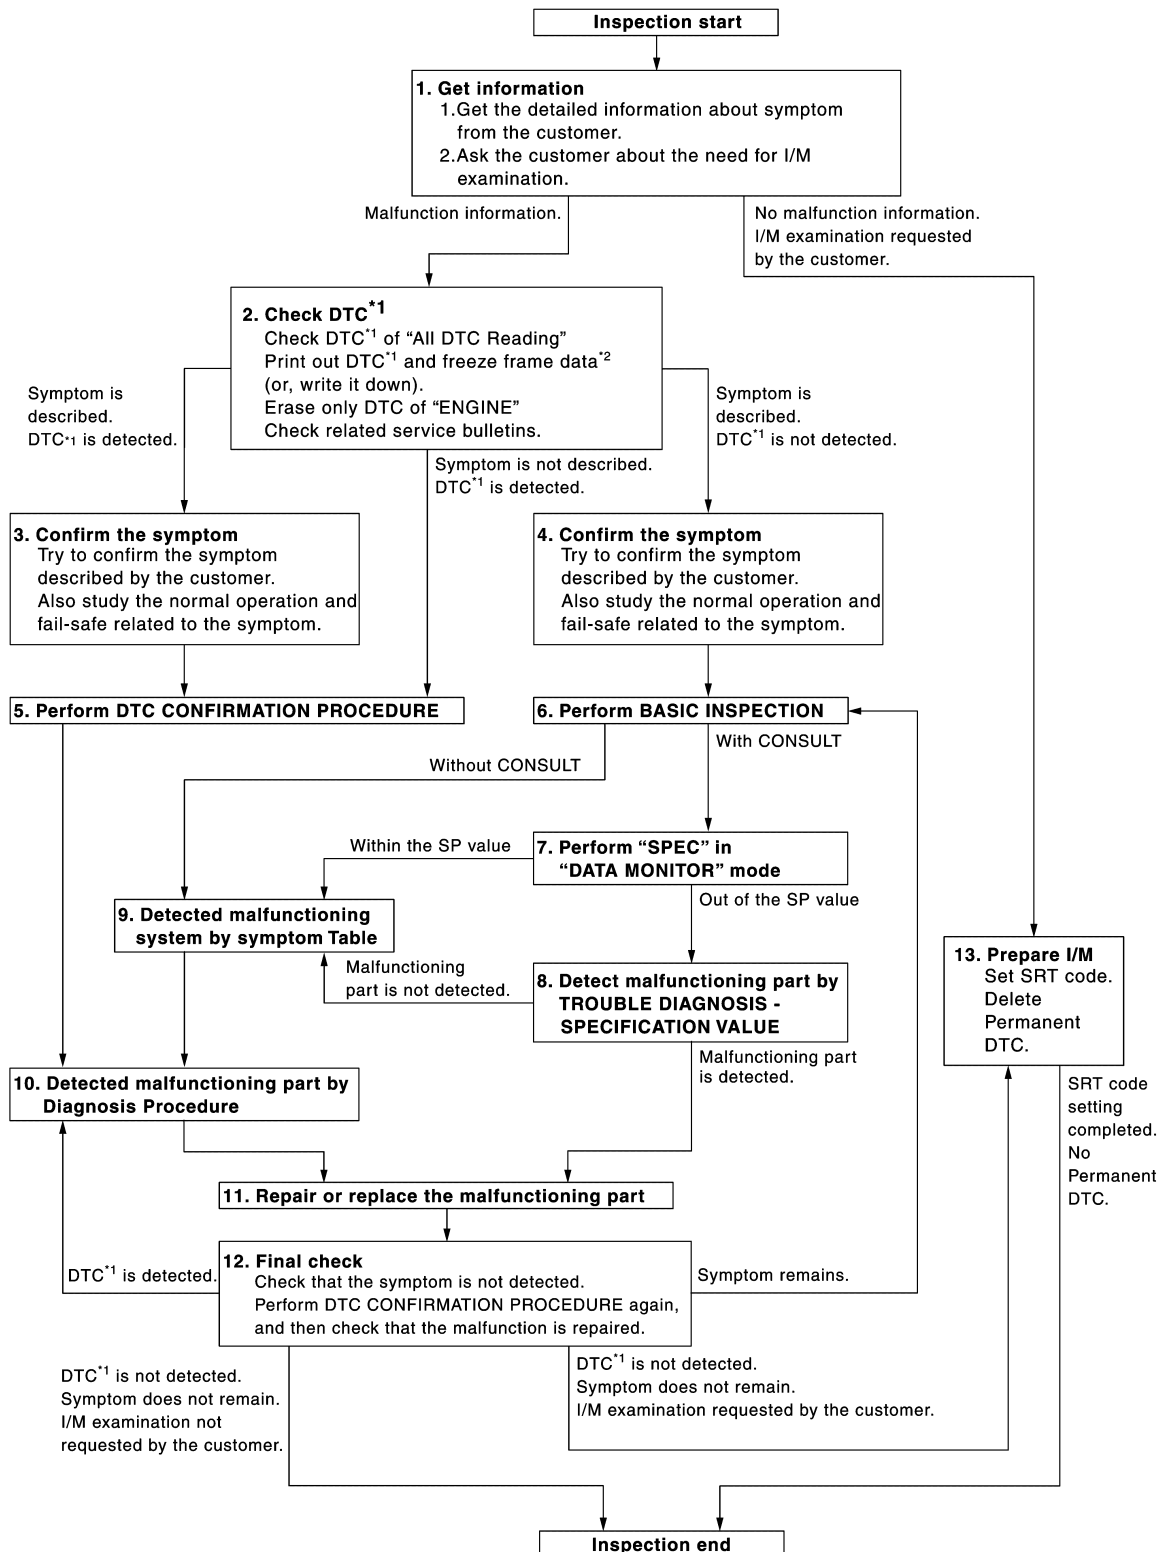 Inspection start
1. Get information
1.Get the detailed information about symptom
from the customer.
2.Ask the customer about the need for I/M
examination.
Malfunction information.
No malfunction information.
I/M examination requested
by the customer.
2. Check DTC*1
Check DTC*1 of “All DTC Reading”
Print out DTC*1 and freeze frame data*2
(or, write it down).
Erase only DTC of “ENGINE”
Check related service bulletins.
Symptom is
described.
DTC*1 is detected.
Symptom is
described.
DTC*1 is not detected.
Symptom is not described.
DTC*1 is detected.
3. Confirm the symptom
Try to confirm the symptom
described by the customer.
Also study the normal operation and
fail-safe related to the symptom.
4. Confirm the symptom
Try to confirm the symptom
described by the customer.
Also study the normal operation and
fail-safe related to the symptom.
5. Perform DTC CONFIRMATION PROCEDURE
6. Perform BASIC INSPECTION
With CONSULT
Without CONSULT
7. Perform “SPEC” in
“DATA MONITOR” mode
Within the SP value
Out of the SP value
9. Detected malfunctioning
system by symptom Table
Malfunctioning
part is not detected.
8. Detect malfunctioning part by
TROUBLE DIAGNOSIS -
SPECIFICATION VALUE
13. Prepare I/M
Set SRT code.
Delete
Permanent
DTC.
Malfunctioning part
is detected.
10. Detected malfunctioning part by
Diagnosis Procedure
SRT code
setting
completed.
No
Permanent
DTC.
11. Repair or replace the malfunctioning part
12. Final check
Check that the symptom is not detected.
Perform DTC CONFIRMATION PROCEDURE again,
and then check that the malfunction is repaired.
DTC*1 is detected.
Symptom remains.
DTC*1 is not detected.
Symptom does not remain.
I/M examination not
requested by the customer.
DTC*1 is not detected.
Symptom does not remain.
I/M examination requested by the customer.
Inspection end